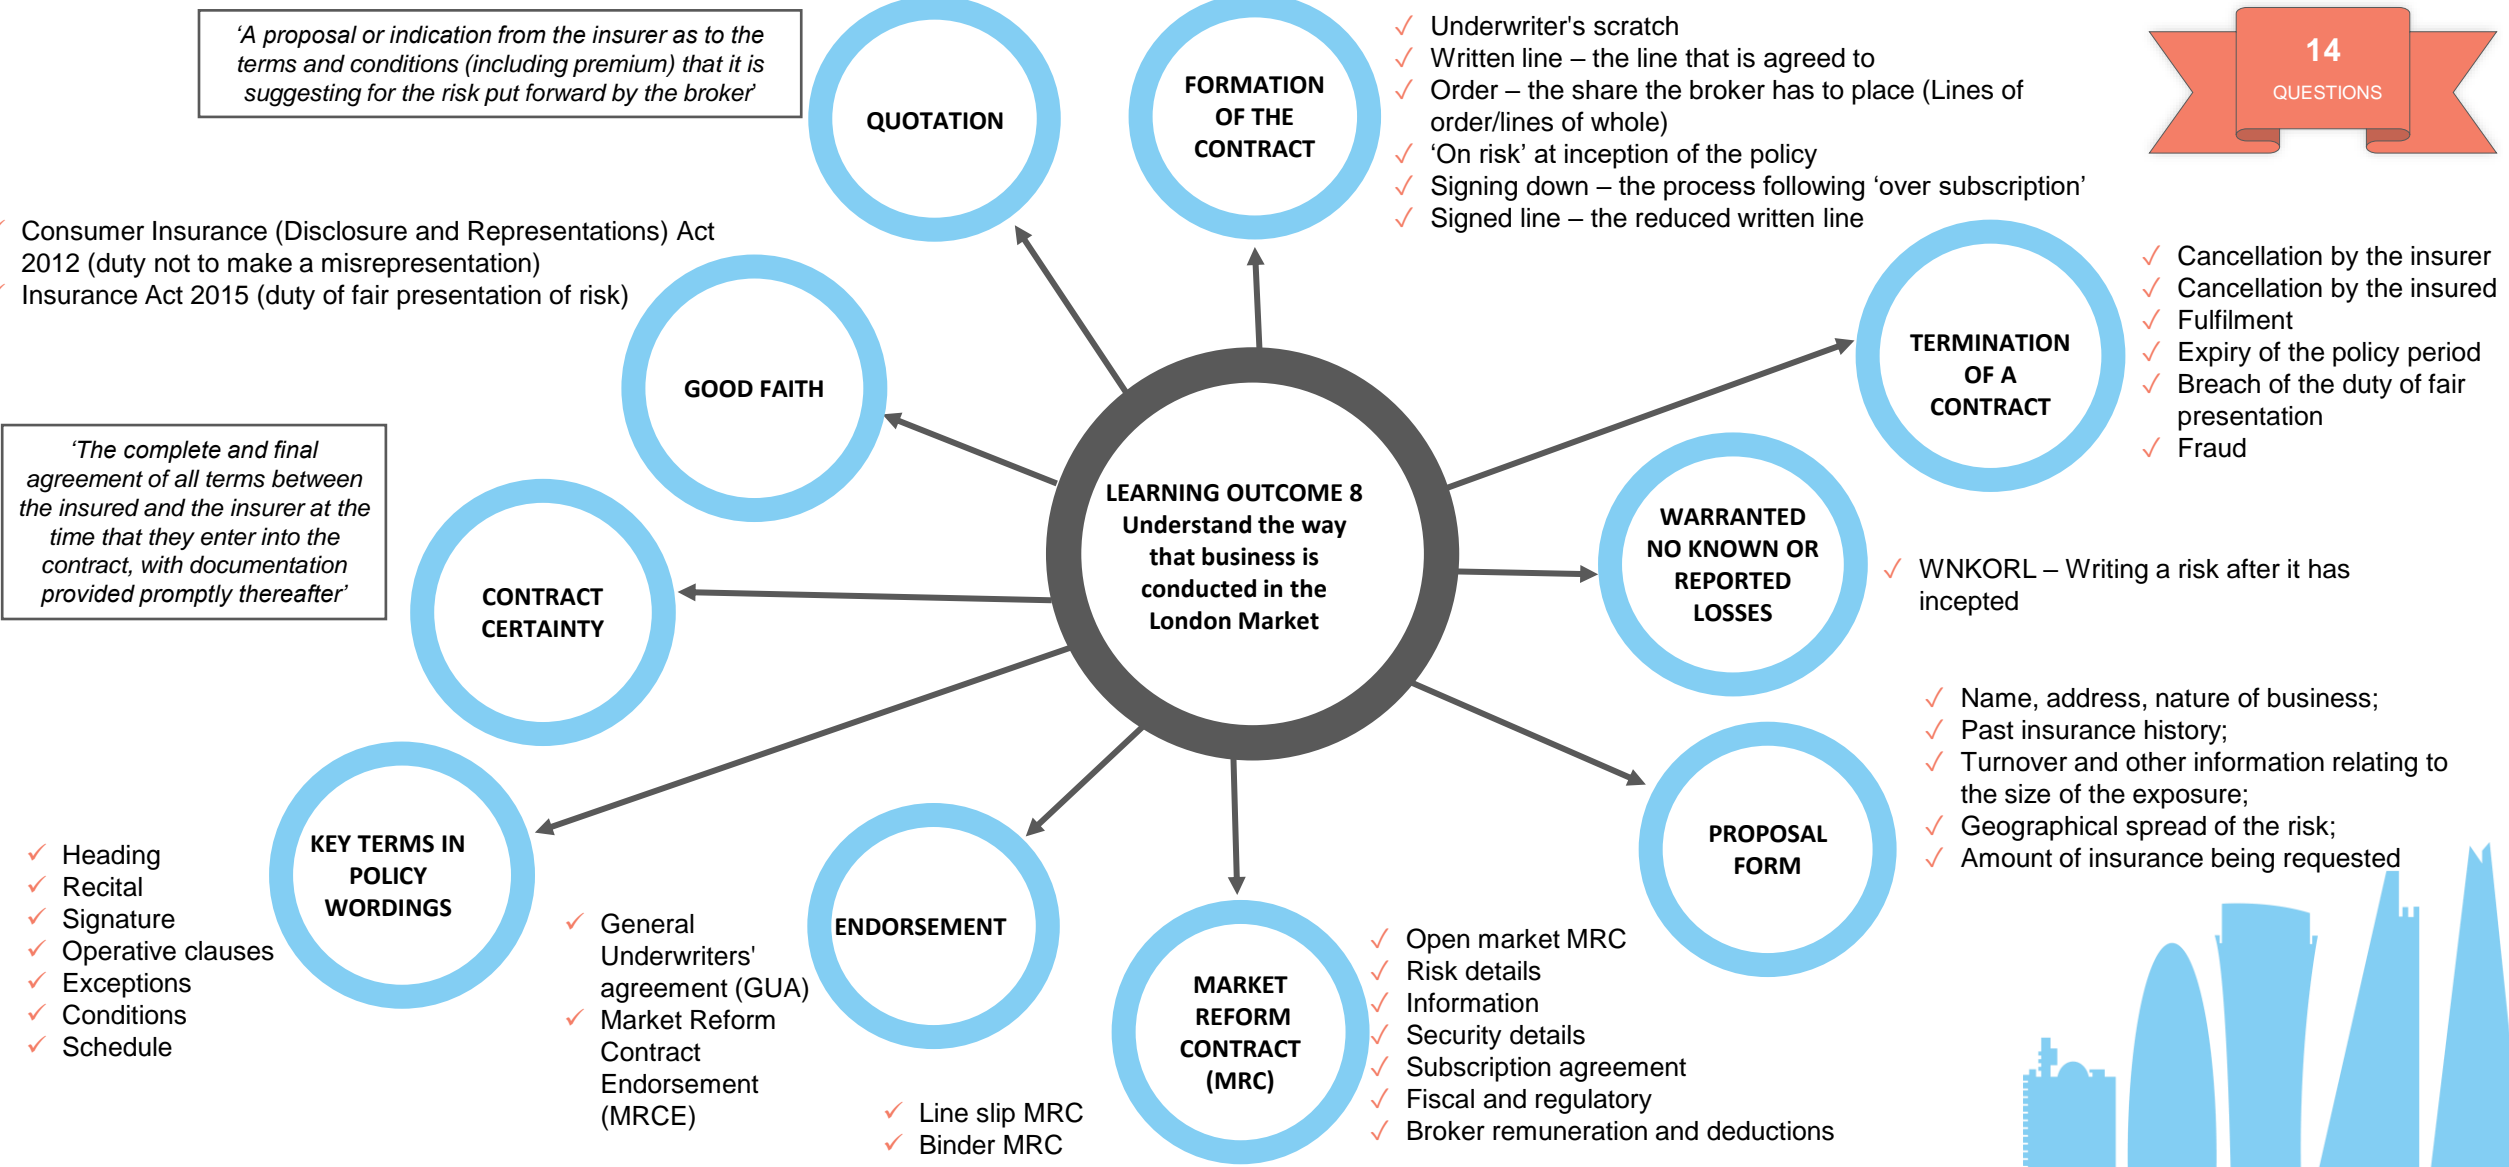 ‘A proposal or indication from the insurer as to the
terms and conditions (including premium) that it is
suggesting for the risk put forward by the broker’
QUOTATION
FORMATION
OF THE
CONTRACT
✓ Underwriter's scratch
✓ Written line – the line that is agreed to
✓ Order – the share the broker has to place (Lines of
order/lines of whole)
✓ ‘On risk’ at inception of the policy
✓ Signing down – the process following ‘over subscription’
✓ Signed line – the reduced written line
14
QUESTIONS
✓ Consumer Insurance (Disclosure and Representations) Act
2012 (duty not to make a misrepresentation)
✓ Insurance Act 2015 (duty of fair presentation of risk)
GOOD FAITH
TERMINATION
OF A
CONTRACT
✓ Cancellation by the insurer
✓ Cancellation by the insured
✓ Fulfilment
✓ Expiry of the policy period
✓ Breach of the duty of fair
presentation
✓ Fraud
‘The complete and final
agreement of all terms between
the insured and the insurer at the
time that they enter into the
contract, with documentation
provided promptly thereafter’
CONTRACT
CERTAINTY
LEARNING OUTCOME 8
Understand the way
that business is
conducted in the
London Market
WARRANTED
NO KNOWN OR
REPORTED
LOSSES
✓ WNKORL – Writing a risk after it has
incepted
PROPOSAL
FORM
✓ Name, address, nature of business;
✓ Past insurance history;
✓ Turnover and other information relating to
the size of the exposure;
✓ Geographical spread of the risk;
✓ Amount of insurance being requested
KEY TERMS IN
POLICY
WORDINGS
✓ Heading
✓ Recital
✓ Signature
✓ Operative clauses
✓ Exceptions
✓ Conditions
✓ Schedule
ENDORSEMENT
✓ General
Underwriters'
agreement (GUA)
✓ Market Reform
Contract
Endorsement
(MRCE)
MARKET
REFORM
CONTRACT
(MRC)
✓ Line slip MRC
✓ Binder MRC
✓ Open market MRC
✓ Risk details
✓ Information
✓ Security details
✓ Subscription agreement
✓ Fiscal and regulatory
✓ Broker remuneration and deductions